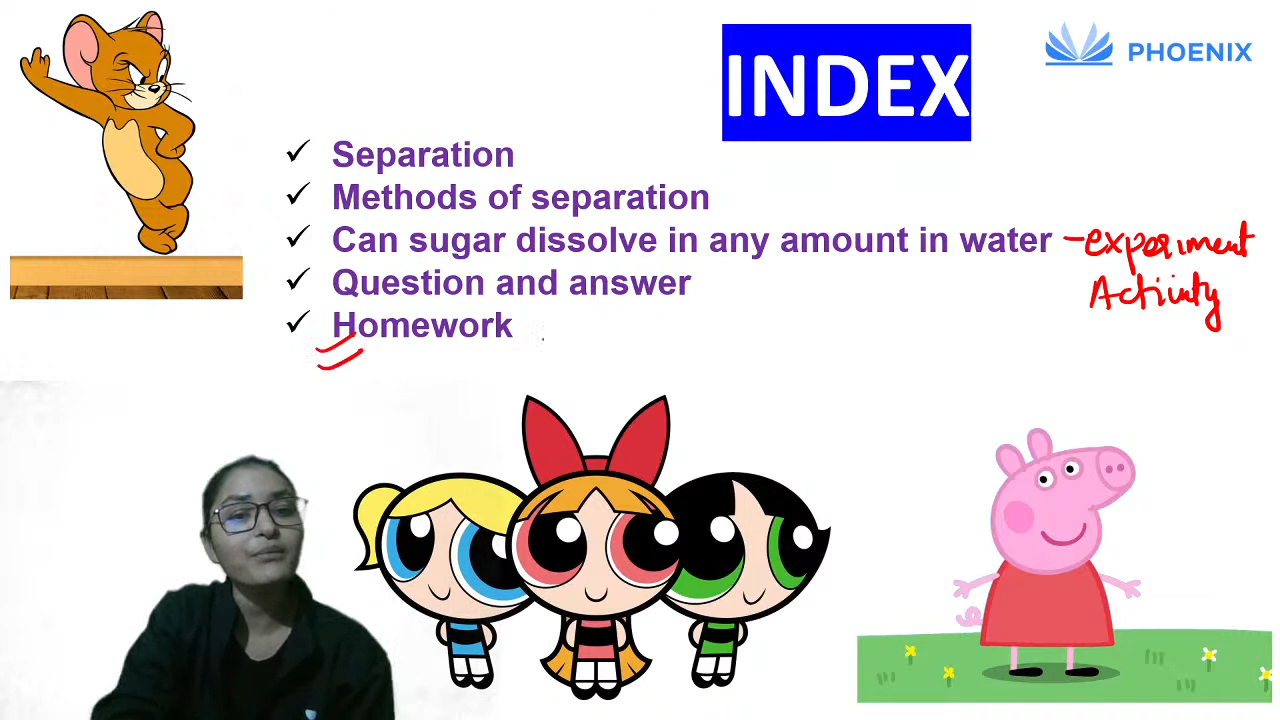 INDEX
PHOENIX
Separation
Methods of separation
Can sugar dissolve in any amount in water -experiment
Activity
Question and answer
Homework